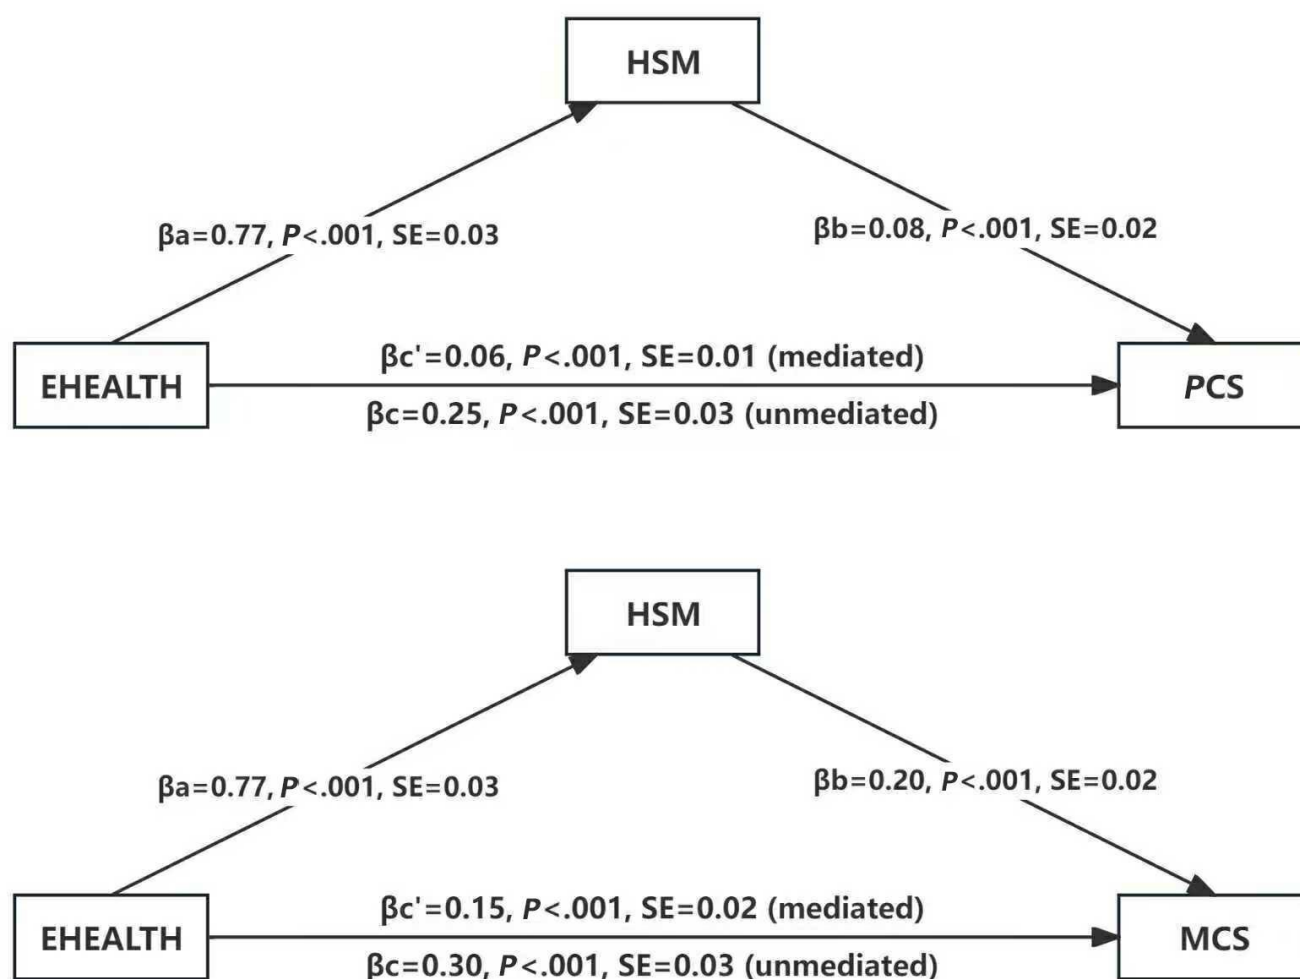 HSM
βa=0.77, P<.001, SE=0.03
βb=0.08, P<.001, SE=0.02
βc'=0.06, P<.001, SE=0.01 (mediated)
EHEALTH
PCS
βc=0.25, P<.001, SE=0.03 (unmediated)
HSM
βa=0.77, P<.001, SE=0.03
βb=0.20, P<.001, SE=0.02
βc'=0.15, P<.001, SE=0.02 (mediated)
EHEALTH
MCS
βc=0.30, P<.001, SE=0.03 (unmediated)